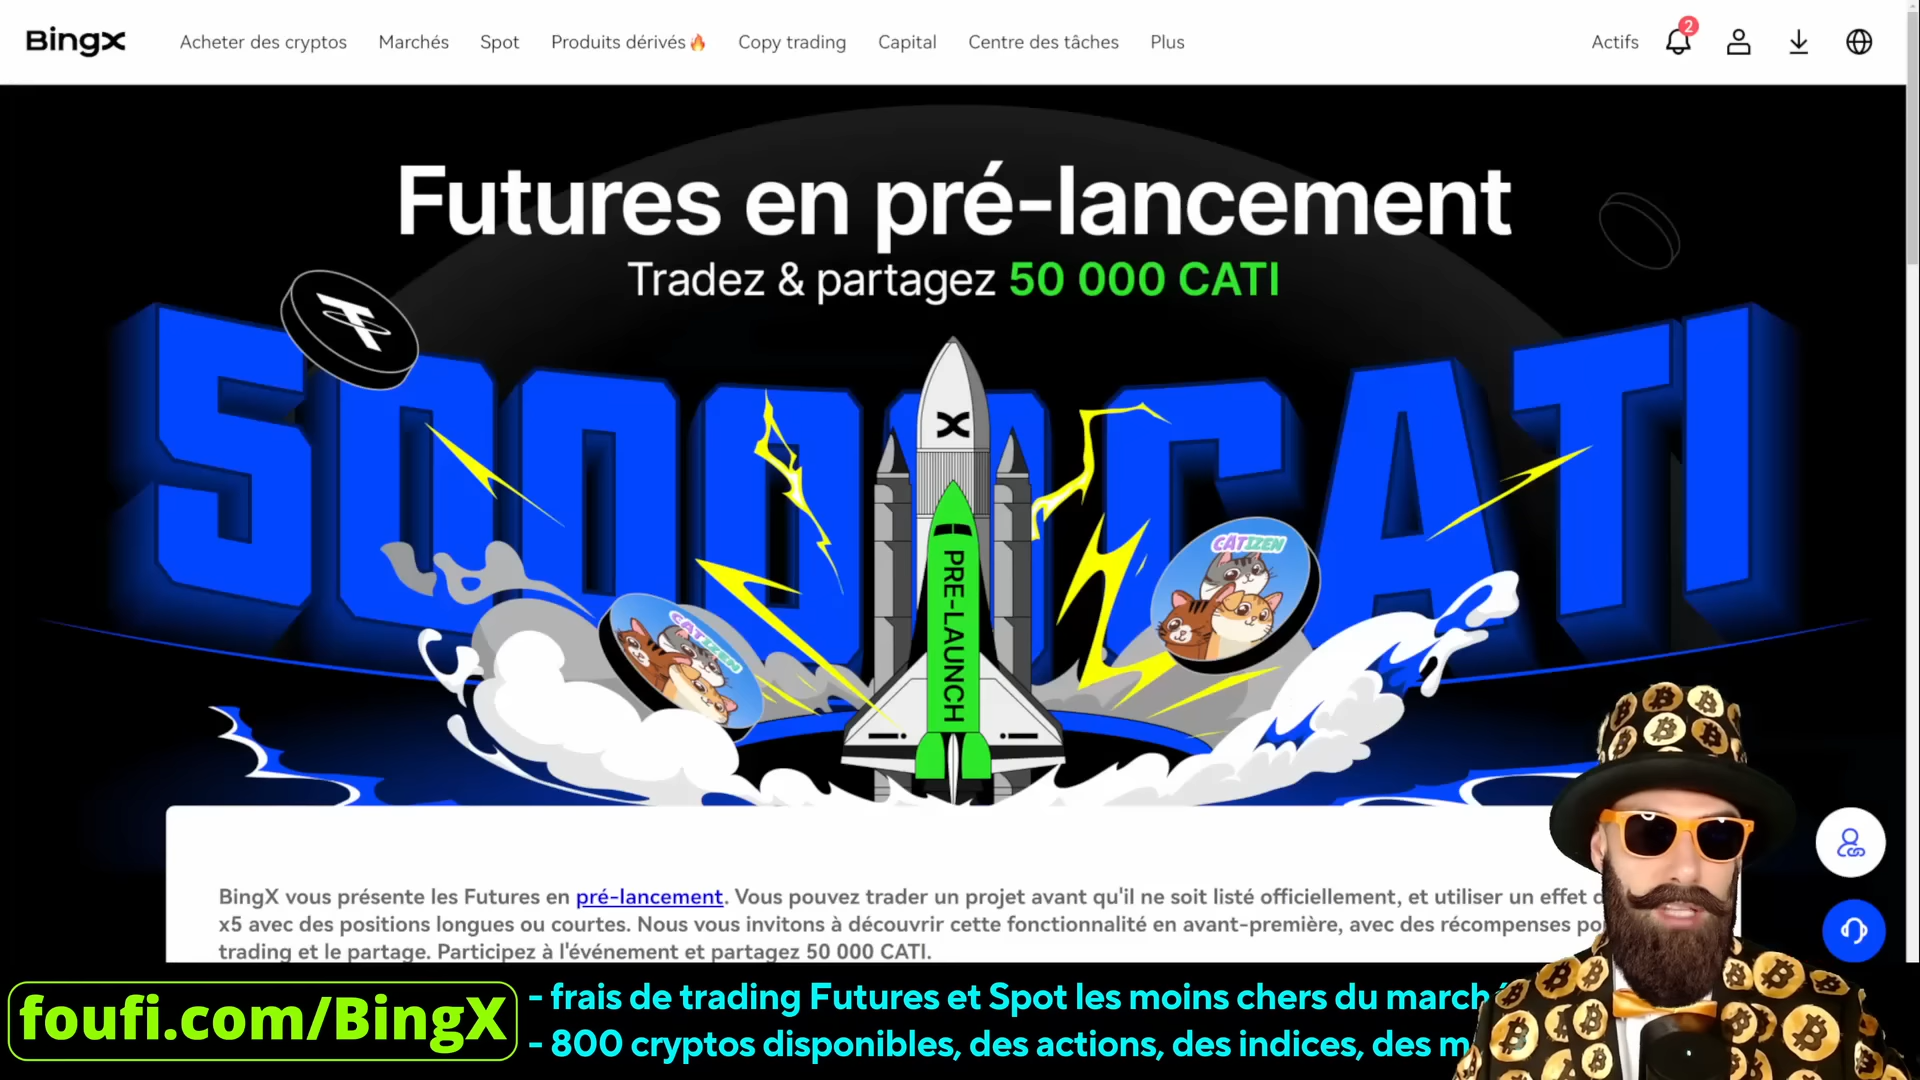 BingX
Acheter des cryptos Marchés Spot Produits dérivés Copy trading Capital Centre des tâches Plus Actifs 2
Futures en pré-lancement
Tradez & partagez 50 000 CATI
CATI
X
CATIZEN
CATIZEN
PRE-LAUNCH
BingX vous présente les Futures en pré-lancement. Vous pouvez trader un projet avant qu'il ne soit listé officiellement, et utiliser un effet
x5 avec des positions longues ou courtes. Nous vous invitons à découvrir cette fonctionnalité en avant-première, avec des récompenses
trading et le partage. Participez à l'événement et partagez 50 000 CATI.
foufi.com/BingX
- frais de trading Futures et Spot les moins chers du
- 800 cryptos disponibles, des actions, des indices, des